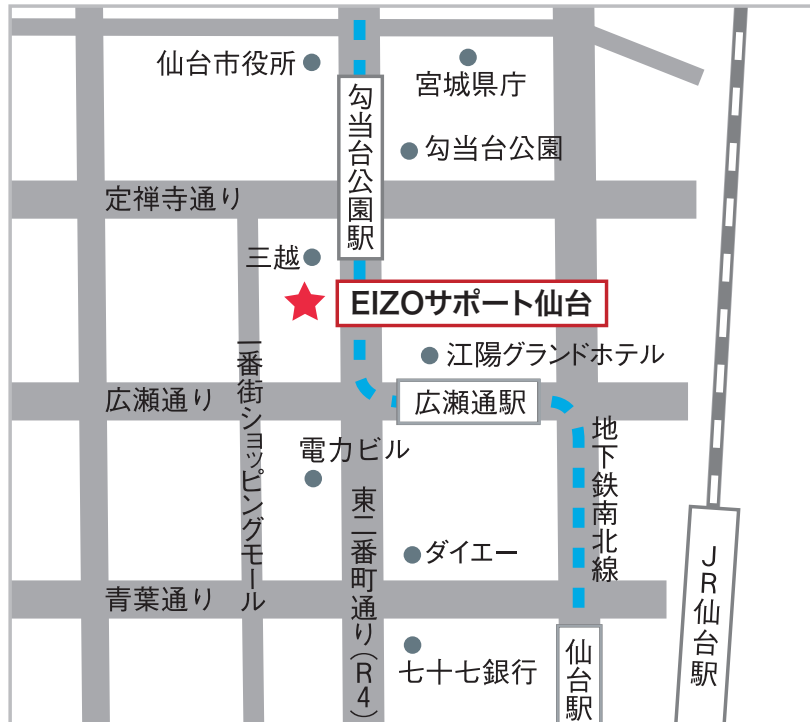 仙台市役所
宮城県庁
勾当台公園駅
勾当台公園
定禅寺通り
三越
EIZOサポート仙台
江陽グランドホテル
一番街ショッピングモール
広瀬通り
広瀬通駅
地下鉄南北線
電力ビル
東二番町通り(R4)
ダイエー
JR仙台駅
青葉通り
七十七銀行
仙台駅